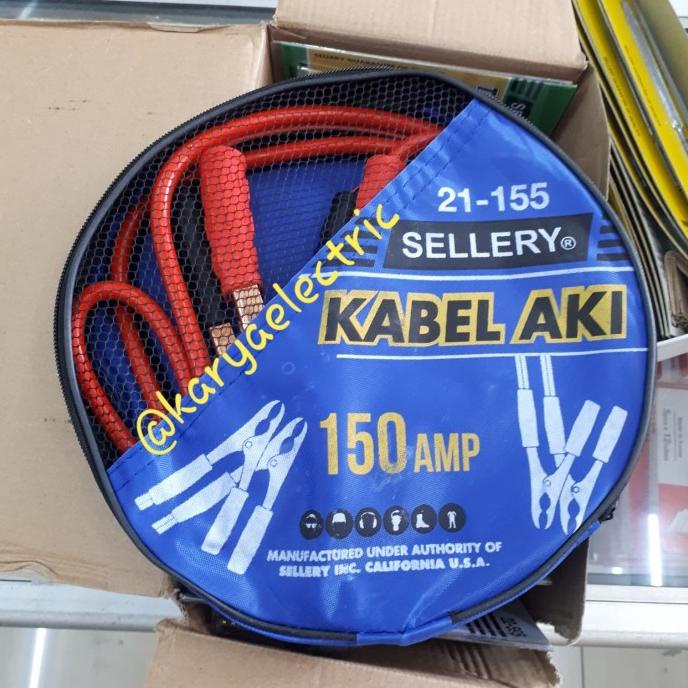 21-155
SELLERY®
KABEL AKI
150 AMP
MANUFACTURED UNDER AUTHORITY OF
SELLERY INC. CALIFORNIA U.S.A.
@karyaelectric